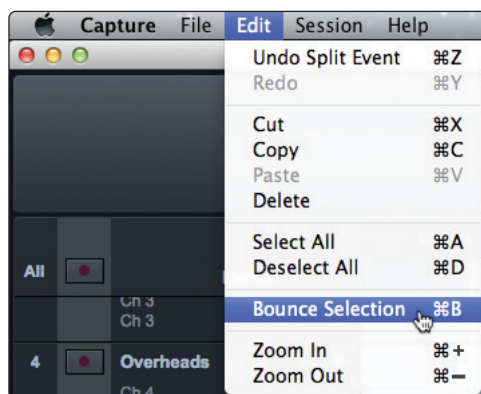 Capture File Edit Session Help
Undo Split Event ⌘Z
Redo ⌘Y
Cut ⌘X
Copy ⌘C
Paste ⌘V
Delete
Select All ⌘A
Deselect All ⌘D
All
Bounce Selection ⌘B
Ch 3
Ch 3
Zoom In ⌘+
4 Overheads
Zoom Out ⌘−
Ch 4